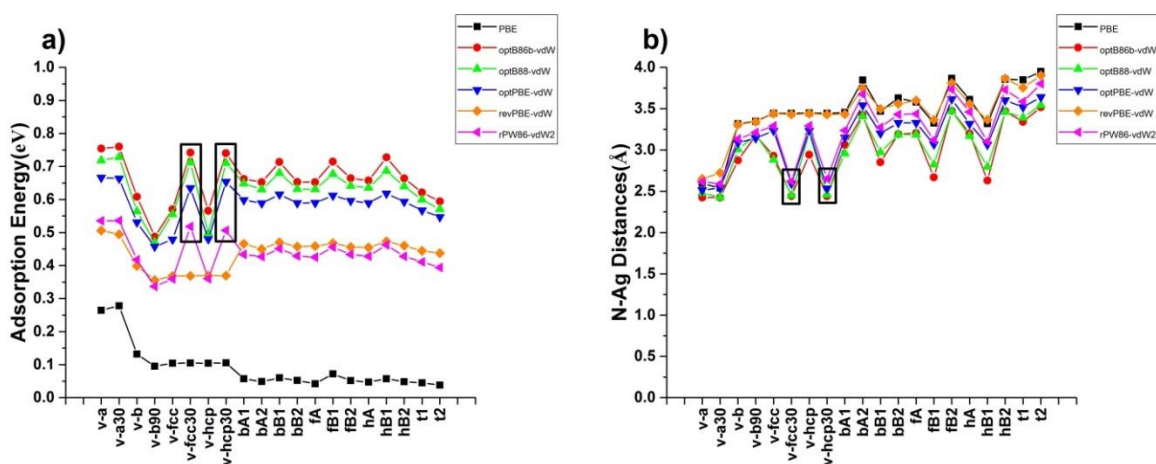 a)
Adsorption Energy(eV)
1.0
0.9
0.8
0.7
0.6
0.5
0.4
0.3
0.2
0.1
0.0
v-a
v-a30
v-b
v-b90
v-fcc
v-fcc30
v-hcp
v-hcp30
bA1
bA2
bB1
bB2
fA
fB1
fB2
hA
hB1
hB2
t1
t2
PBE
optB86b-vdW
optB88-vdW
optPBE-vdW
revPBE-vdW
rPW86-vdW2
b)
N-Ag Distances(Å)
4.0
3.5
3.0
2.5
2.0
1.5
1.0
0.5
0.0
v-a
v-a30
v-b
v-b90
v-fcc
v-fcc30
v-hcp
v-hcp30
bA1
bA2
bB1
bB2
fA
fB1
fB2
hA
hB1
hB2
t1
t2
PBE
optB86b-vdW
optB88-vdW
optPBE-vdW
revPBE-vdW
rPW86-vdW2